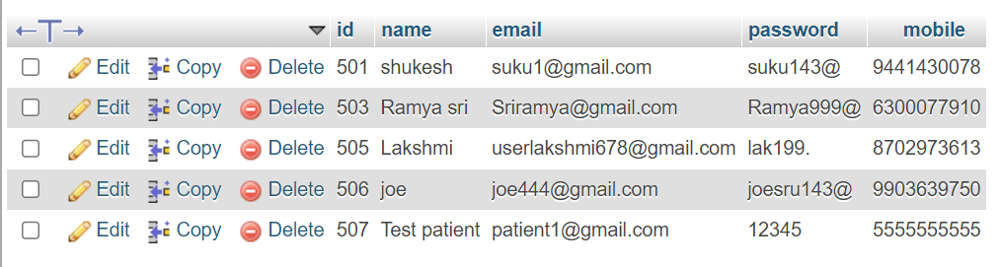 id name email password mobile
Edit Copy Delete 501 shukesh suku1@gmail.com suku143@ 9441430078
Edit Copy Delete 503 Ramya sri Sriramya@gmail.com Ramya999@ 6300077910
Edit Copy Delete 505 Lakshmi userlakshmi678@gmail.com lak199. 8702973613
Edit Copy Delete 506 joe joe444@gmail.com joesru143@ 9903639750
Edit Copy Delete 507 Test patient patient1@gmail.com 12345 5555555555